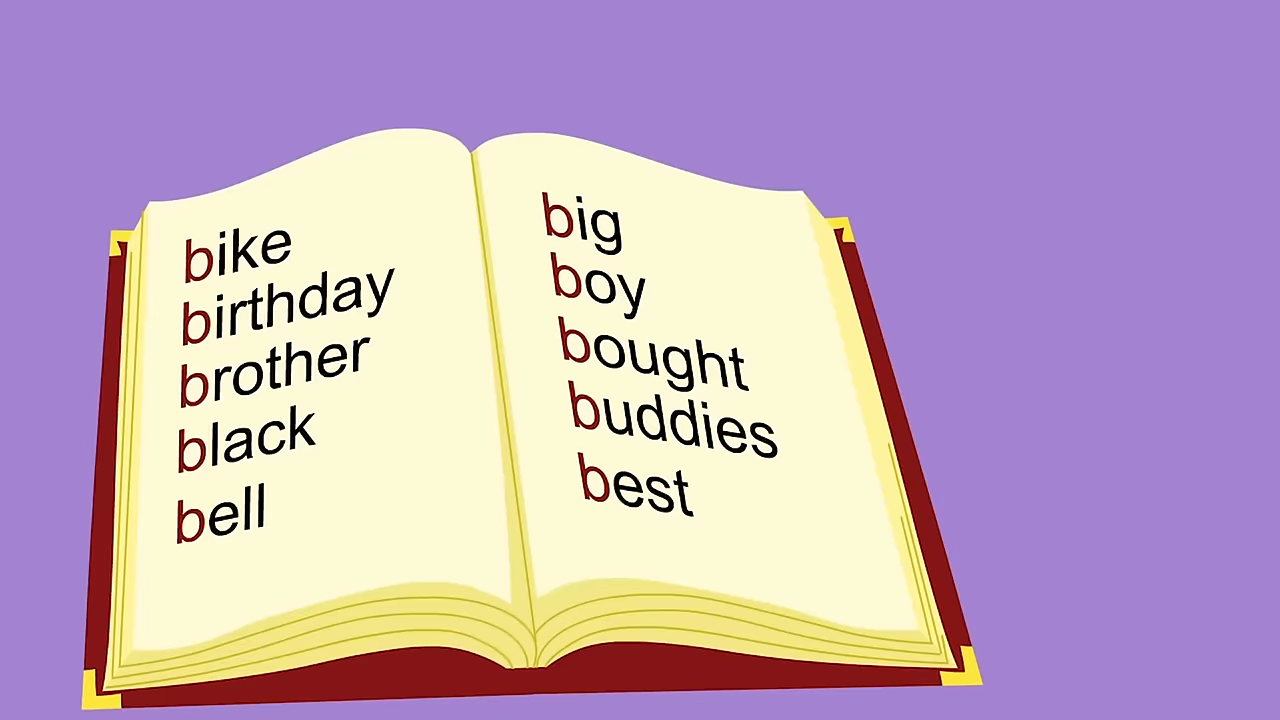 bike
birthday
brother
black
bell
big
boy
bought
buddies
best